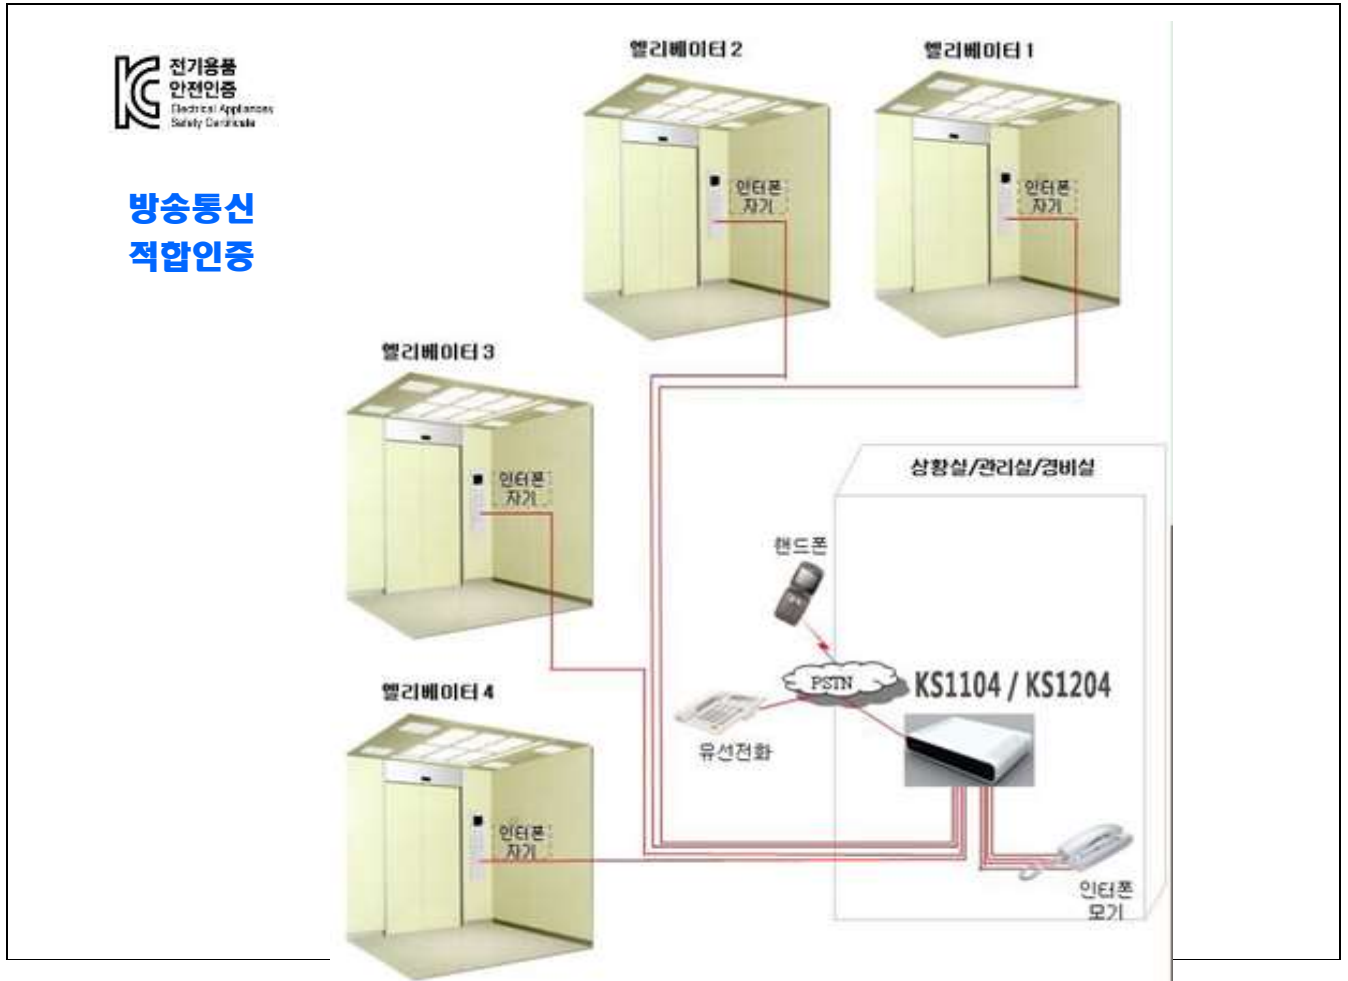 전기용품
안전인증
Electrical Appliances
Safety Certificate
방송통신
적합인증
엘리베이터 2
엘리베이터 1
인터폰
자기
인터폰
자기
엘리베이터 3
인터폰
자기
상황실/관리실/경비실
핸드폰
PSTN
KS1104 / KS1204
유선전화
엘리베이터 4
인터폰
자기
인터폰
모기